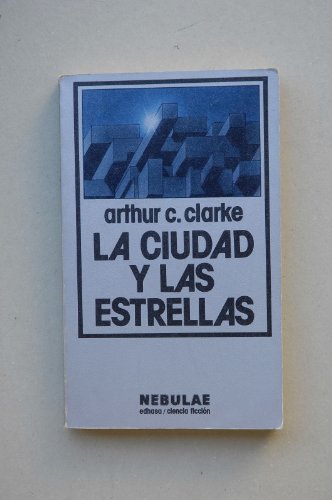 arthur c. clarke
LA CIUDAD
Y LAS
ESTRELLAS
NEBULAE
edhasa / ciencia ficción